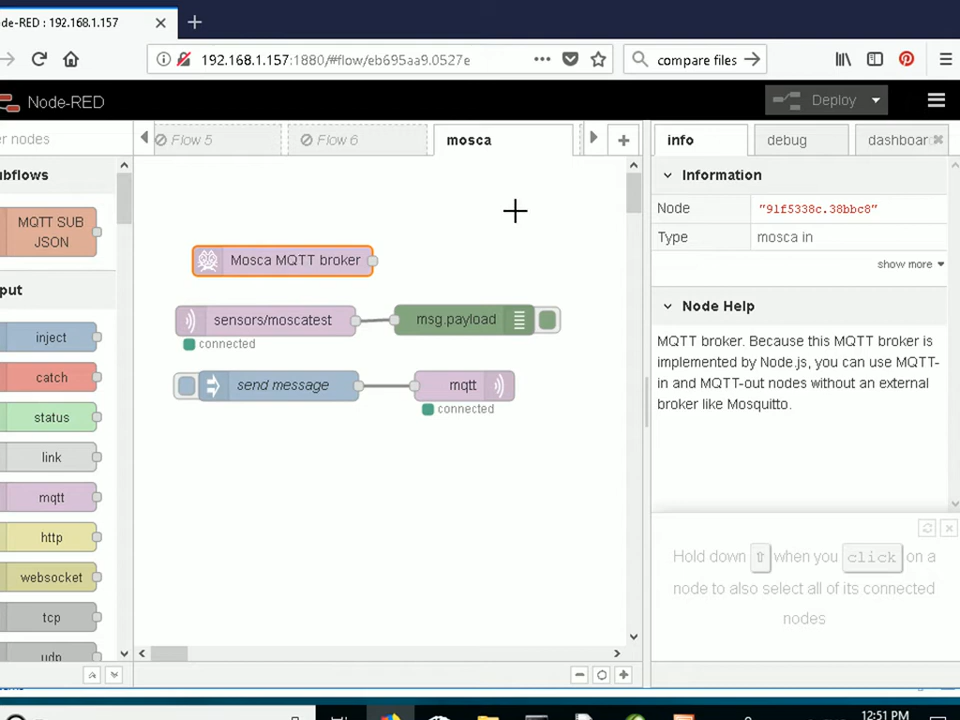 de-RED : 192.168.1.157
192.168.1.157:1880/#flow/eb695aa9.0527e
compare files
Node-RED
Deploy
er nodes
Flow 5
Flow 6
mosca
info
debug
dashboar
ubflows
MQTT SUB
JSON
nput
inject
catch
status
link
mqtt
http
websocket
tcp
udp
Mosca MQTT broker
sensors/moscatest
connected
msg.payload
send message
mqtt
connected
Information
Node
"91f5338c.38bbc8"
Type
mosca in
show more
Node Help
MQTT broker. Because this MQTT broker is
implemented by Node.js, you can use MQTT-
in and MQTT-out nodes without an external
broker like Mosquitto.
Hold down ⇧ when you click on a
node to also select all of its connected
nodes
12:51 PM